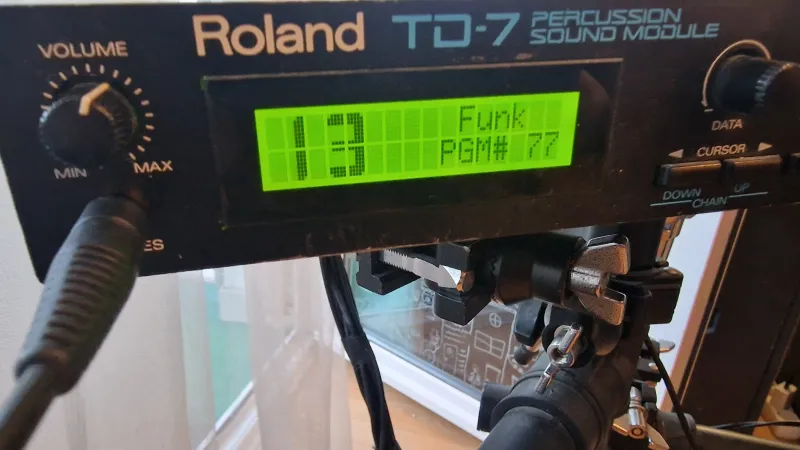 VOLUME
MIN MAX
Roland TD-7 PERCUSSION SOUND MODULE
13 Funk
PGM# 77
DATA
CURSOR
DOWN UP
CHAIN
ES